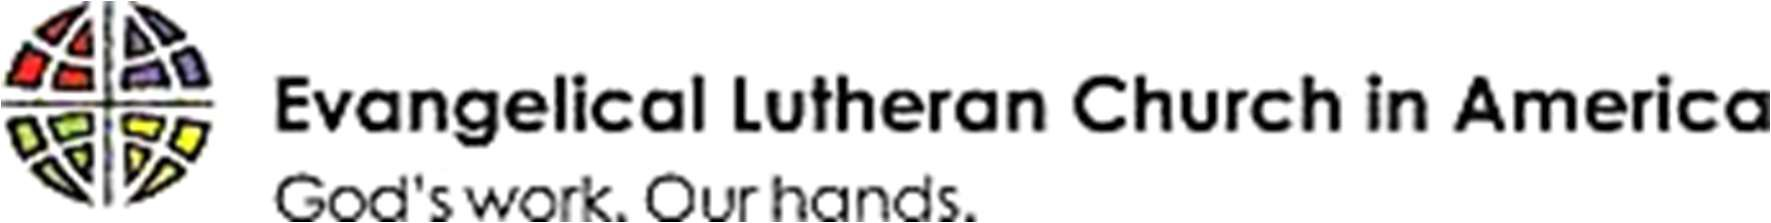 Evangelical Lutheran Church in America
God's work. Our hands.